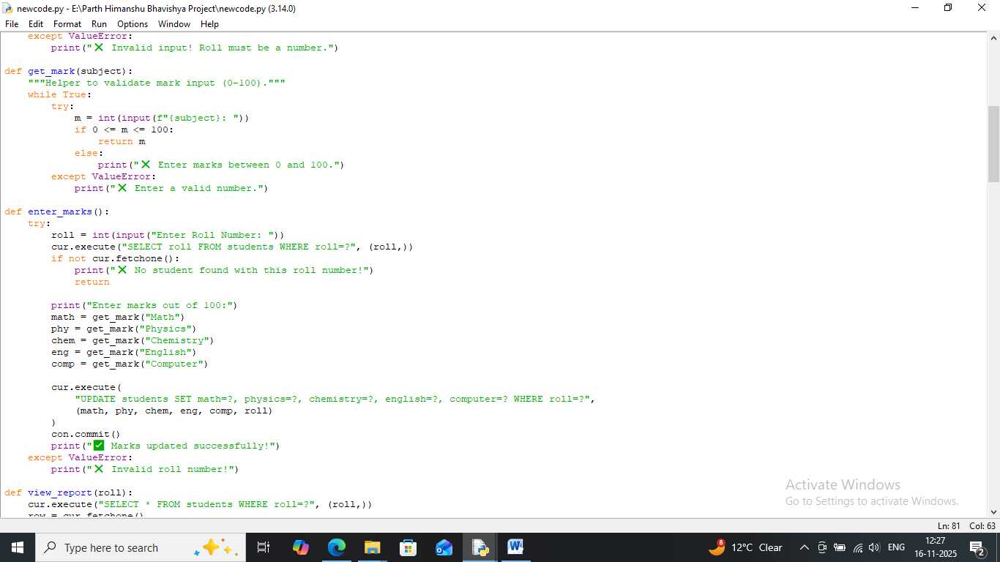 newcode.py - E:\Parth Himanshu Bhavishya Project\newcode.py (3.14.0)
File Edit Format Run Options Window Help
    except ValueError:
        print("❌ Invalid input! Roll must be a number.")

def get_mark(subject):
    """Helper to validate mark input (0-100)."""
    while True:
        try:
            m = int(input(f"{subject}: "))
            if 0 <= m <= 100:
                return m
            else:
                print("❌ Enter marks between 0 and 100.")
        except ValueError:
            print("❌ Enter a valid number.")

def enter_marks():
    try:
        roll = int(input("Enter Roll Number: "))
        cur.execute("SELECT roll FROM students WHERE roll=?", (roll,))
        if not cur.fetchone():
            print("❌ No student found with this roll number!")
            return

        print("Enter marks out of 100:")
        math = get_mark("Math")
        phy = get_mark("Physics")
        chem = get_mark("Chemistry")
        eng = get_mark("English")
        comp = get_mark("Computer")

        cur.execute(
            "UPDATE students SET math=?, physics=?, chemistry=?, english=?, computer=? WHERE roll=?",
            (math, phy, chem, eng, comp, roll)
        )
        con.commit()
        print("✅ Marks updated successfully!")
    except ValueError:
        print("❌ Invalid roll number!")

def view_report(roll):
    cur.execute("SELECT * FROM students WHERE roll=?", (roll,))
    row = cur.fetchone()
Activate Windows
Go to Settings to activate Windows.
Ln: 81 Col: 63
Type here to search
8
12°C Clear
ENG
12:27
16-11-2025
2